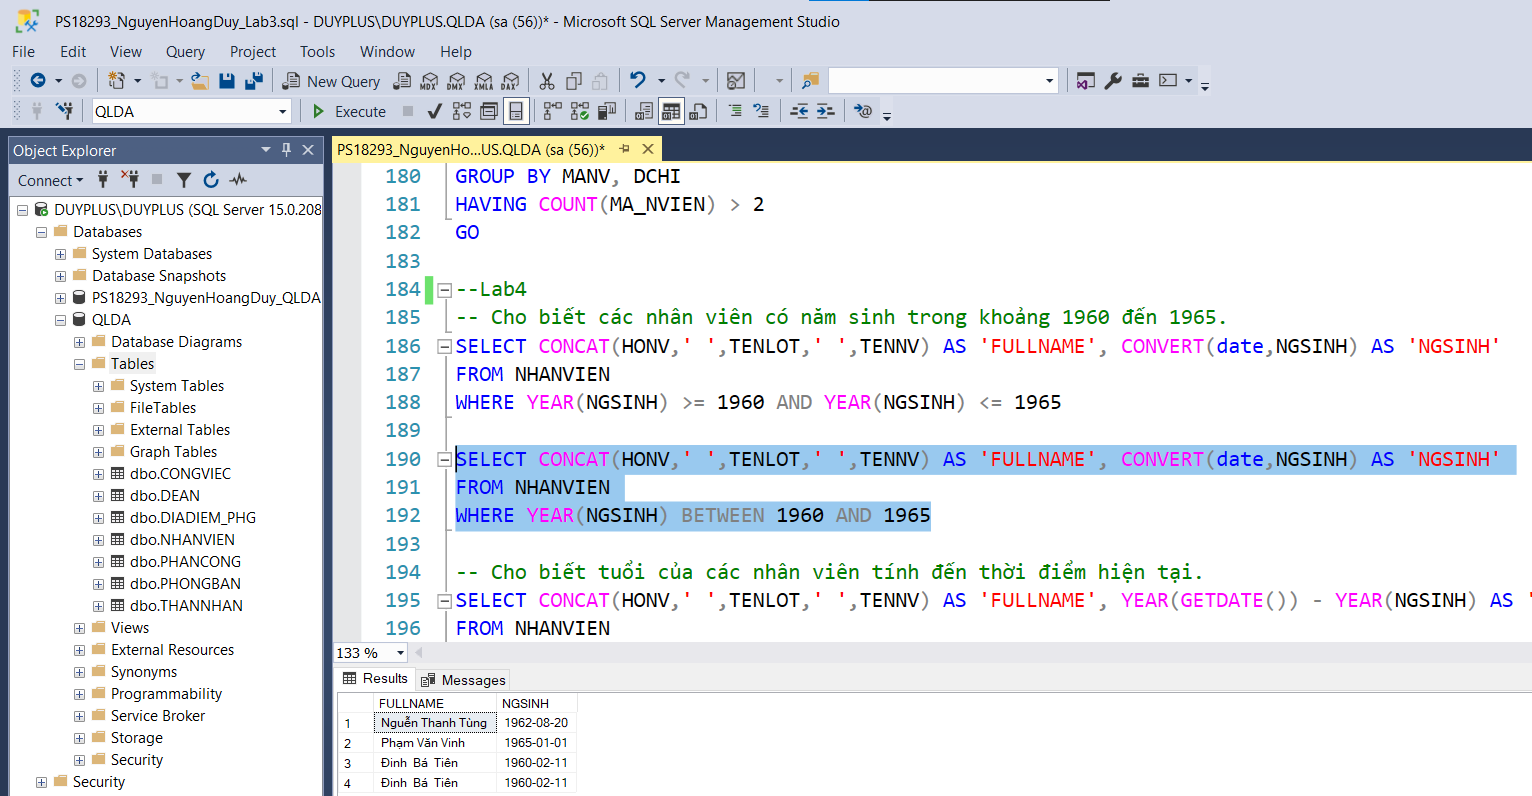 PS18293_NguyenHoangDuy_Lab3.sql - DUYPLUS\DUYPLUS.QLDA (sa (56))* - Microsoft SQL Server Management Studio
File Edit View Query Project Tools Window Help
New Query MDX DMX XMLA DAX
QLDA Execute
Object Explorer
Connect
DUYPLUS\DUYPLUS (SQL Server 15.0.208
Databases
System Databases
Database Snapshots
PS18293_NguyenHoangDuy_QLDA
QLDA
Database Diagrams
Tables
System Tables
FileTables
External Tables
Graph Tables
dbo.CONGVIEC
dbo.DEAN
dbo.DIADIEM_PHG
dbo.NHANVIEN
dbo.PHANCONG
dbo.PHONGBAN
dbo.THANNHAN
Views
External Resources
Synonyms
Programmability
Service Broker
Storage
Security
Security
PS18293_NguyenHo...US.QLDA (sa (56))*
180 GROUP BY MANV, DCHI
181 HAVING COUNT(MA_NVIEN) > 2
182 GO
183
184 --Lab4
185 -- Cho biết các nhân viên có năm sinh trong khoảng 1960 đến 1965.
186 SELECT CONCAT(HONV,' ',TENLOT,' ',TENNV) AS 'FULLNAME', CONVERT(date,NGSINH) AS 'NGSINH'
187 FROM NHANVIEN
188 WHERE YEAR(NGSINH) >= 1960 AND YEAR(NGSINH) <= 1965
189
190 SELECT CONCAT(HONV,' ',TENLOT,' ',TENNV) AS 'FULLNAME', CONVERT(date,NGSINH) AS 'NGSINH'
191 FROM NHANVIEN
192 WHERE YEAR(NGSINH) BETWEEN 1960 AND 1965
193
194 -- Cho biết tuổi của các nhân viên tính đến thời điểm hiện tại.
195 SELECT CONCAT(HONV,' ',TENLOT,' ',TENNV) AS 'FULLNAME', YEAR(GETDATE()) - YEAR(NGSINH) AS '
196 FROM NHANVIEN
133 %
Results Messages
FULLNAME NGSINH
1 Nguễn Thanh Tùng 1962-08-20
2 Phạm Văn Vinh 1965-01-01
3 Đinh Bá Tiên 1960-02-11
4 Đinh Bá Tiên 1960-02-11